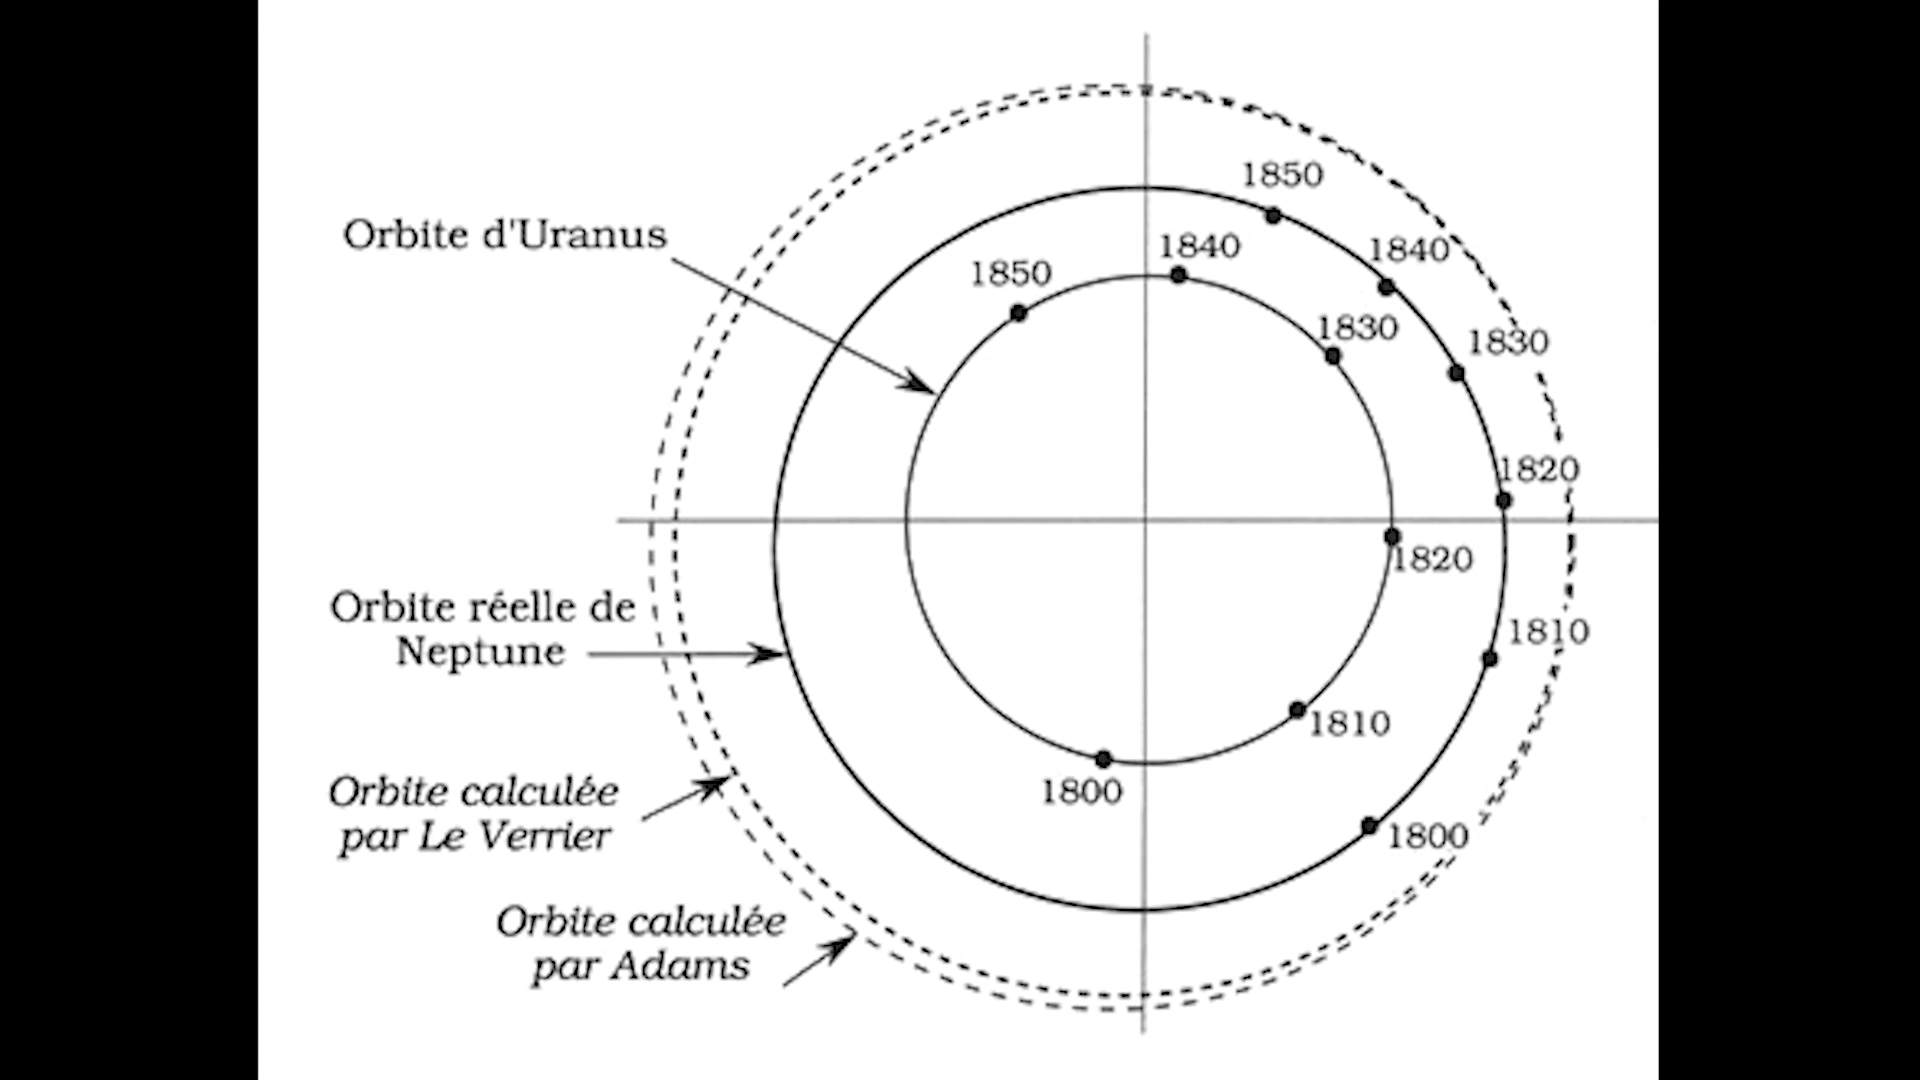 1850
1840
1840
Orbite d'Uranus
1850
1830
1830
1820
1820
Orbite réelle de
Neptune
1810
1810
1800
1800
Orbite calculée
par Le Verrier
Orbite calculée
par Adams